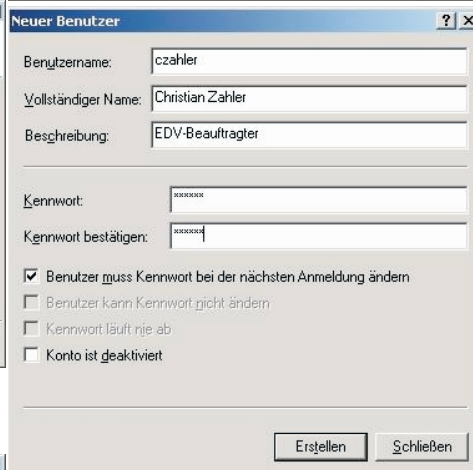 Neuer Benutzer
Benutzername: czahler
Vollständiger Name: Christian Zahler
Beschreibung: EDV-Beauftragter
Kennwort: ××××××
Kennwort bestätigen: ××××××
Benutzer muss Kennwort bei der nächsten Anmeldung ändern
Benutzer kann Kennwort nicht ändern
Kennwort läuft nie ab
Konto ist deaktiviert
Erstellen Schließen